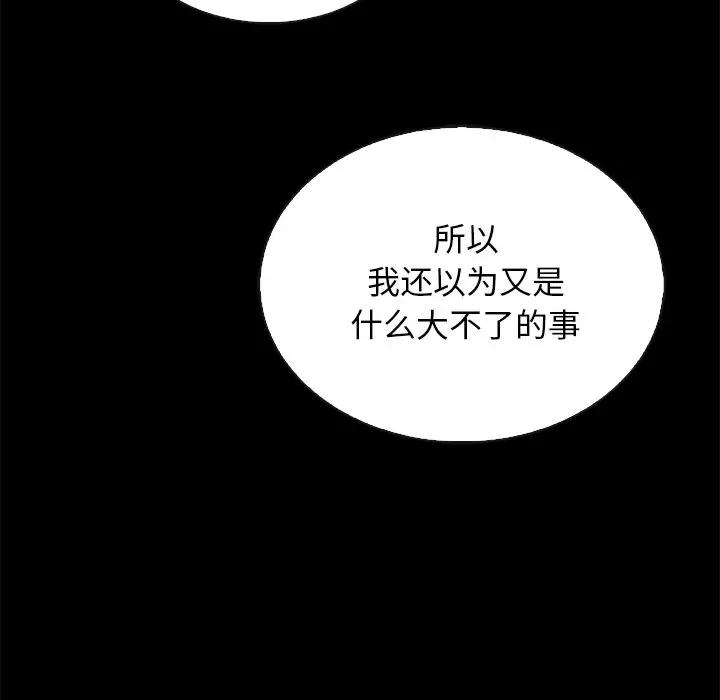 所以
我还以为又是
什么大不了的事